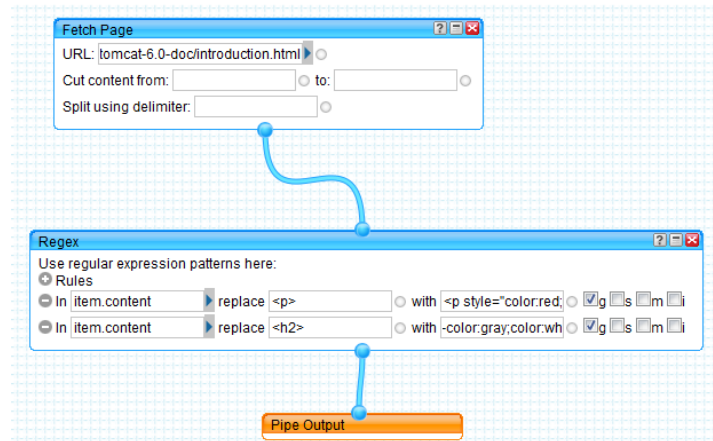 Fetch Page
URL: tomcat-6.0-doc/introduction.html
Cut content from: to:
Split using delimiter:
Regex
Use regular expression patterns here:
Rules
In item.content replace <p> with <p style="color:red; g s m i
In item.content replace <h2> with -color:gray;color:wh g s m i
Pipe Output